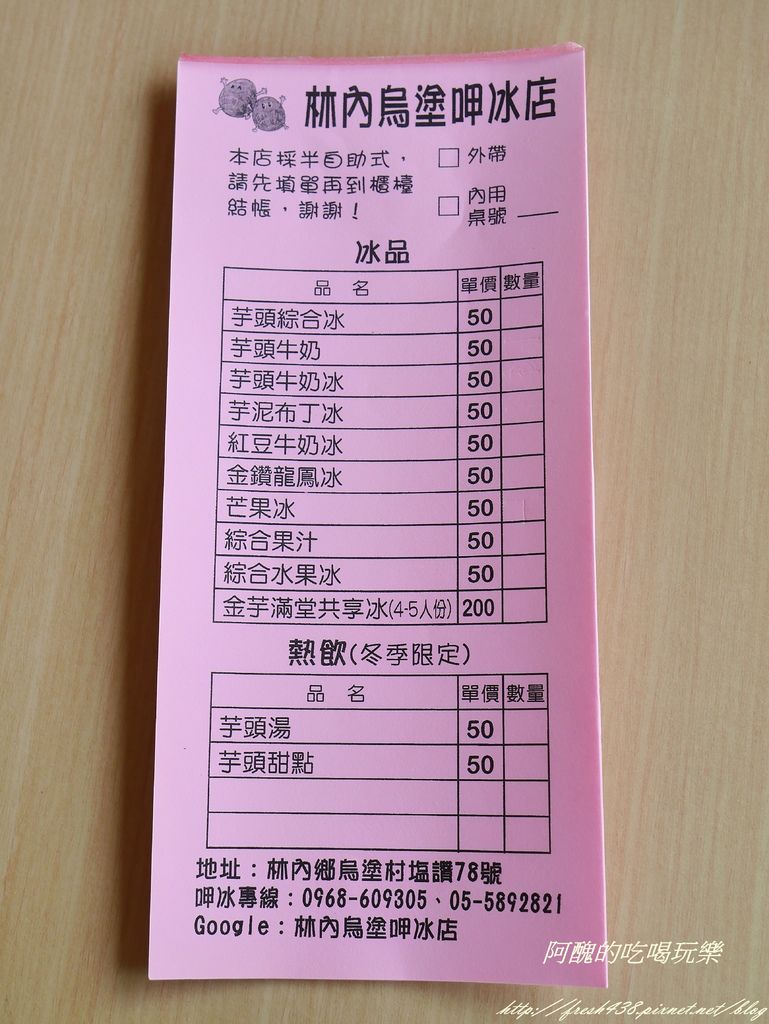 林內烏塗呷冰店
本店採半自助式，
請先填單再到櫃檯
結帳，謝謝！
□ 外帶
□ 內用
桌號 ___
冰品
品 名 單價 數量
芋頭綜合冰 50
芋頭牛奶 50
芋頭牛奶冰 50
芋泥布丁冰 50
紅豆牛奶冰 50
金鑽龍鳳冰 50
芒果冰 50
綜合果汁 50
綜合水果冰 50
金芋滿堂共享冰(4-5人份) 200
熱飲(冬季限定)
品 名 單價 數量
芋頭湯 50
芋頭甜點 50
地址：林內鄉烏塗村塩讚78號
呷冰專線：0968-609305、05-5892821
Google：林內烏塗呷冰店
阿醜的吃喝玩樂
http://fresh438.pixnet.net/blog